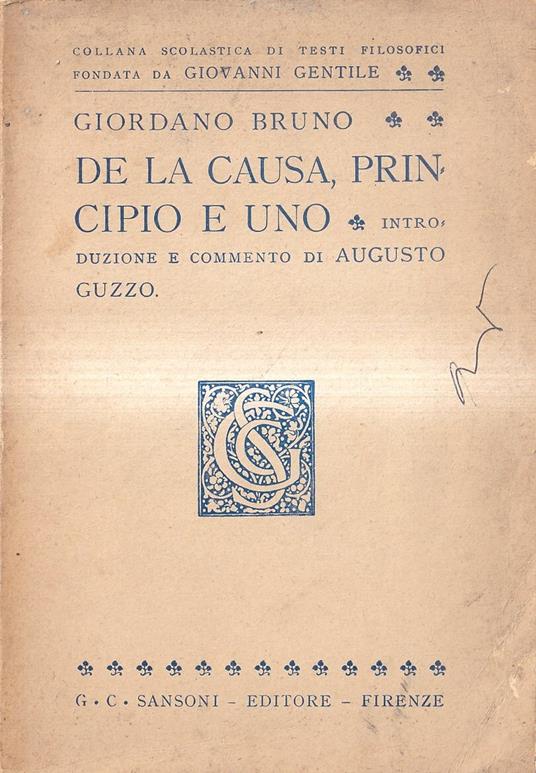 COLLANA SCOLASTICA DI TESTI FILOSOFICI
FONDATA DA GIOVANNI GENTILE
GIORDANO BRUNO
DE LA CAUSA, PRIN-
CIPIO E UNO INTRO-
DUZIONE E COMMENTO DI AUGUSTO
GUZZO.
G · C · SANSONI – EDITORE – FIRENZE